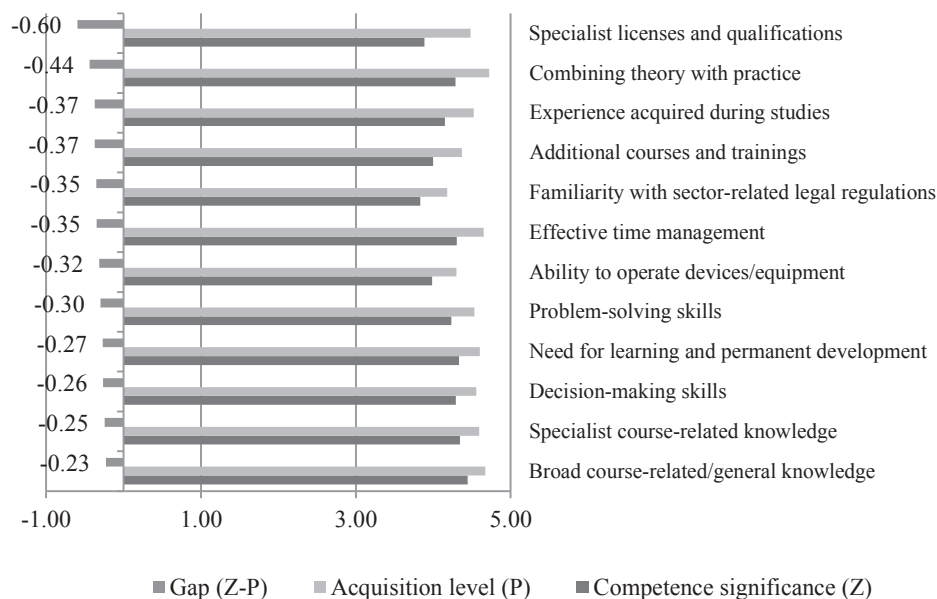 -0.60 Specialist licenses and qualifications
-0.44 Combining theory with practice
-0.37 Experience acquired during studies
-0.37 Additional courses and trainings
-0.35 Familiarity with sector-related legal regulations
-0.35 Effective time management
-0.32 Ability to operate devices/equipment
-0.30 Problem-solving skills
-0.27 Need for learning and permanent development
-0.26 Decision-making skills
-0.25 Specialist course-related knowledge
-0.23 Broad course-related/general knowledge
-1.00 1.00 3.00 5.00
Gap (Z-P) Acquisition level (P) Competence significance (Z)